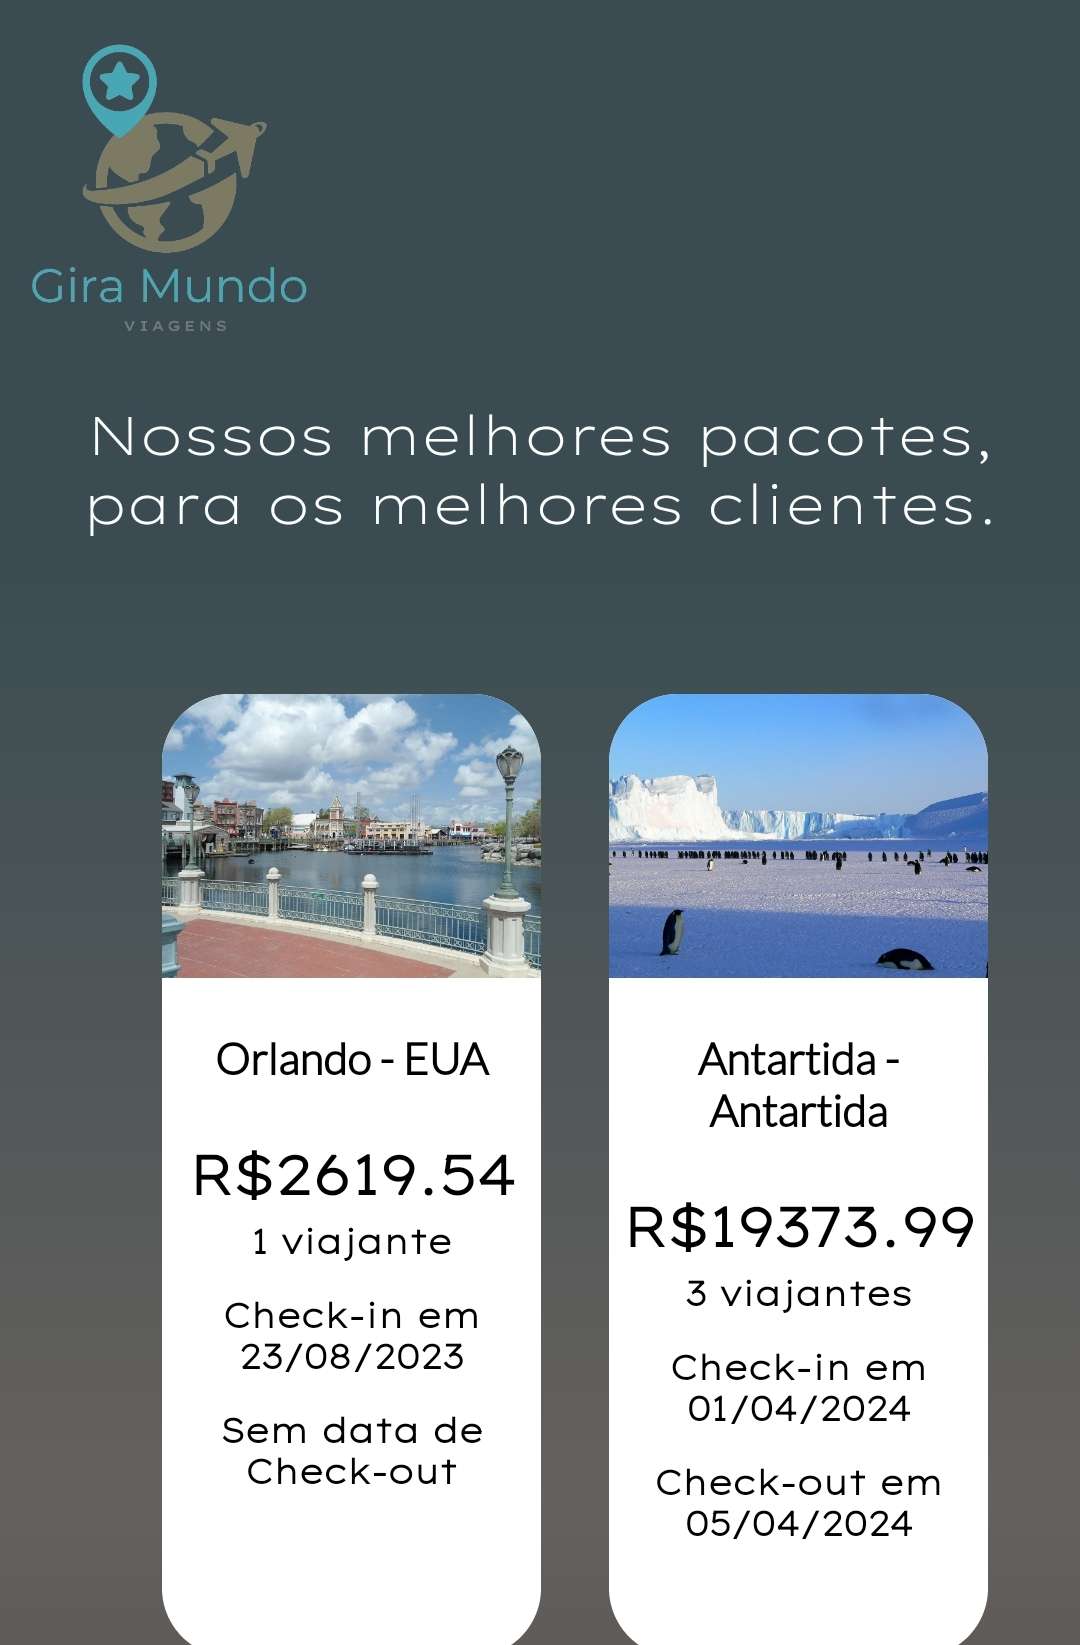 Gira Mundo
VIAGENS
Nossos melhores pacotes,
para os melhores clientes.
Orlando - EUA
R$2619.54
1 viajante
Check-in em
23/08/2023
Sem data de
Check-out
Antartida -
Antartida
R$19373.99
3 viajantes
Check-in em
01/04/2024
Check-out em
05/04/2024